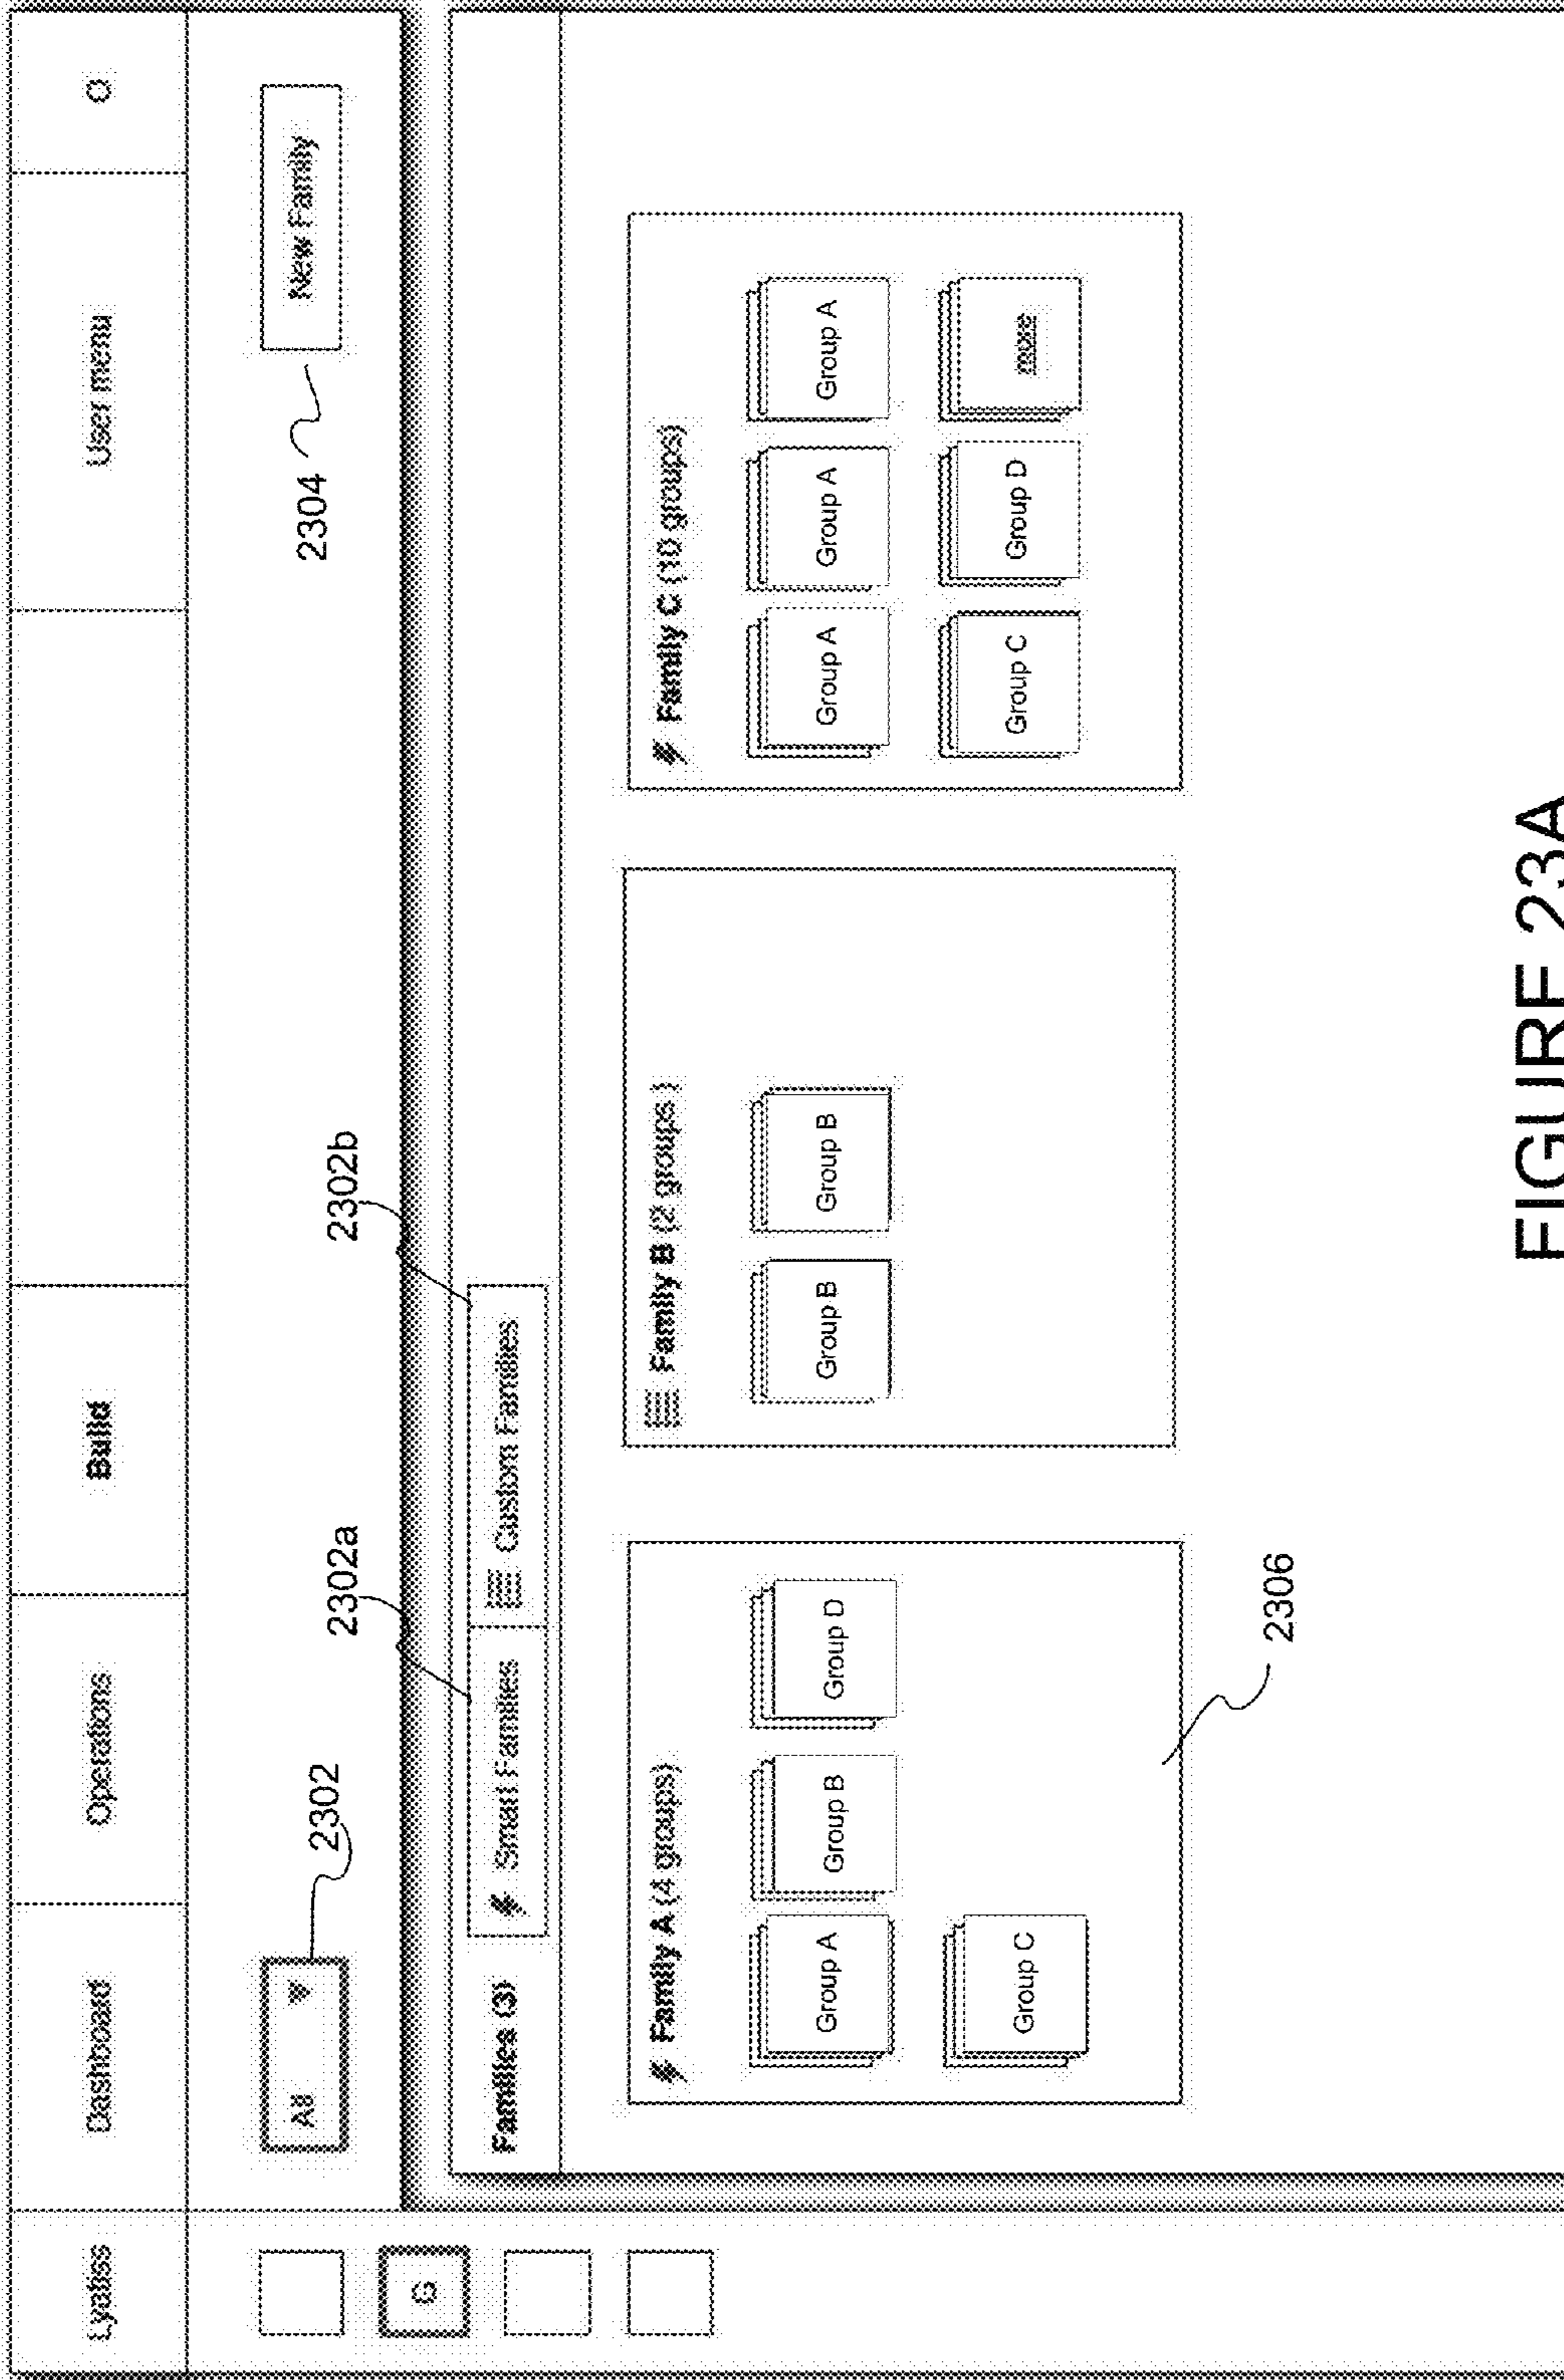 Lyatiss Dashboard Operations Build User menu O
All 2302 2304 New Family
G
2302a 2302b
Families (3) Smart Families Custom Families
Family A (4 groups) Family B (2 groups ) Family C (10 groups)
Group A Group B Group D Group B Group B Group A Group A Group A
Group C Group C Group D more
2306
FIGURE 23A